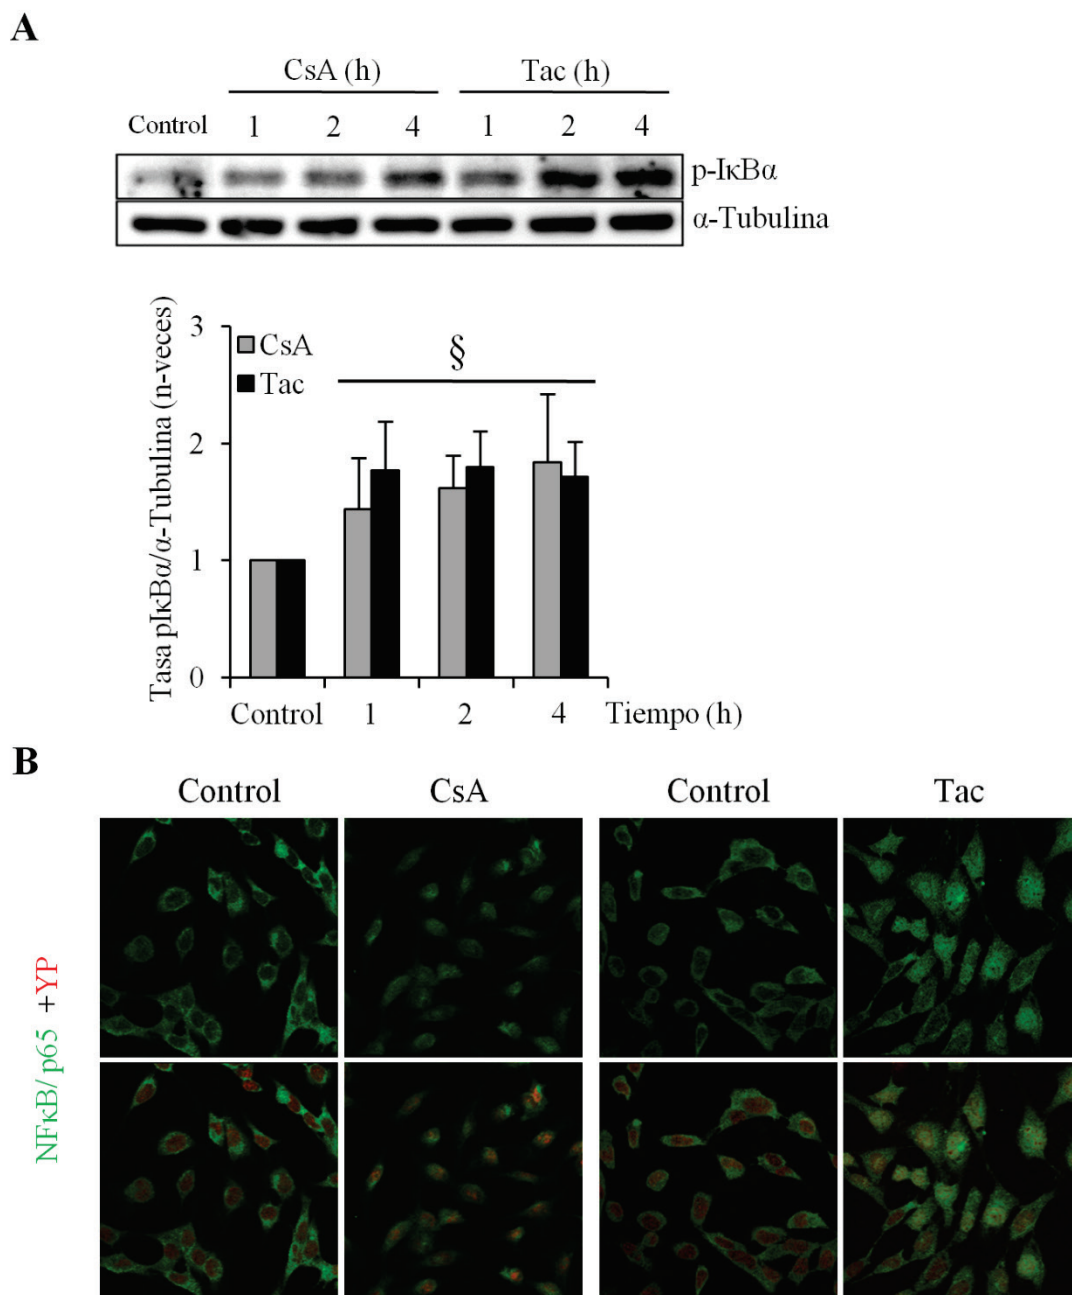 A
CsA (h) Tac (h)
Control 1 2 4 1 2 4
p-IκBα
α-Tubulina
Tasa pIκBα/α-Tubulina (n-veces)
3
2
1
0
CsA
Tac
§
Control 1 2 4 Tiempo (h)
B
Control CsA Control Tac
NFκB/p65 +YP